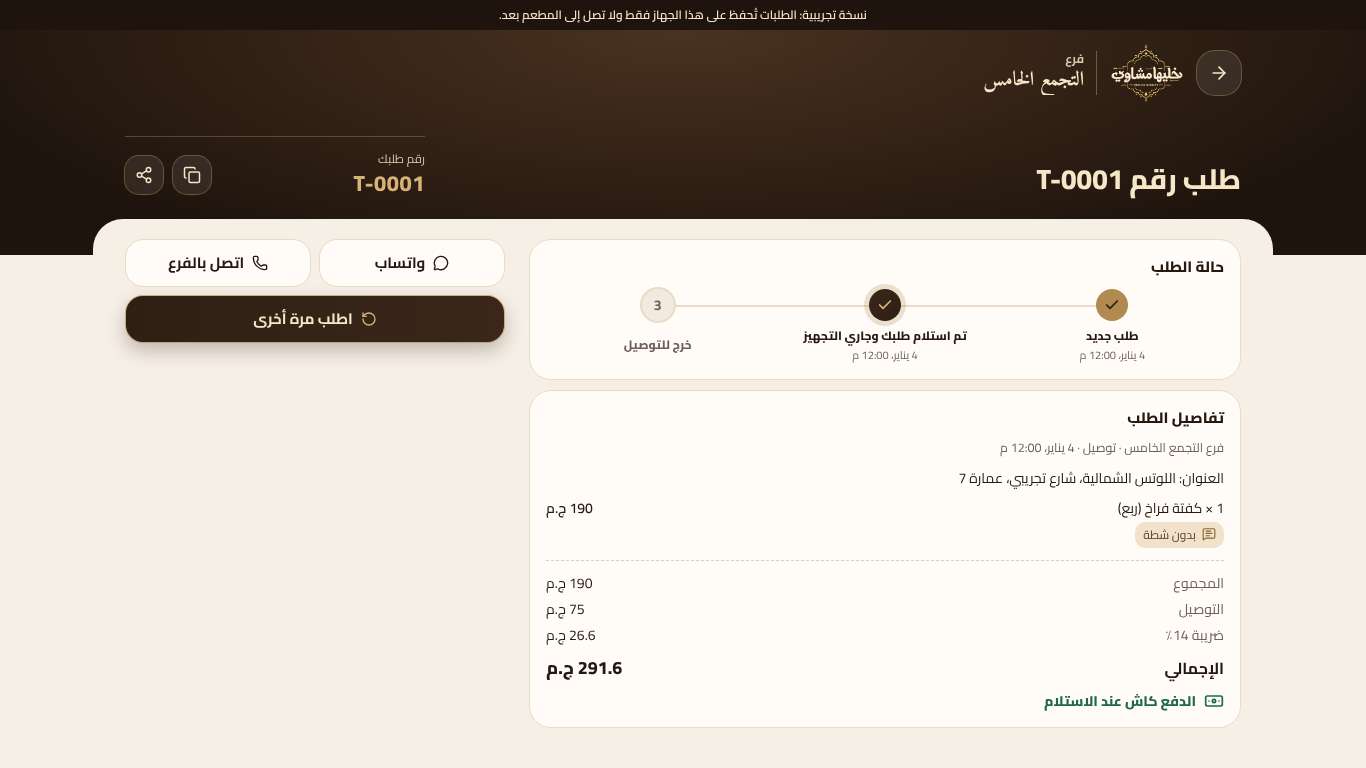 نسخة تجريبية: الطلبات تُحفظ على هذا الجهاز فقط ولا تصل إلى المطعم بعد.
خليها مشاوي
فرع
التجمع الخامس
طلب رقم T-0001
رقم طلبك
T-0001
حالة الطلب
طلب جديد
4 يناير، 12:00 م
تم استلام طلبك وجاري التجهيز
4 يناير، 12:00 م
3
خرج للتوصيل
واتساب
اتصل بالفرع
اطلب مرة أخرى
تفاصيل الطلب
فرع التجمع الخامس · توصيل · 4 يناير، 12:00 م
العنوان: اللوتس الشمالية، شارع تجريبي، عمارة 7
1 × كفتة فراخ (ربع) 190 ج.م
بدون شطة
المجموع 190 ج.م
التوصيل 75 ج.م
ضريبة 14٪ 26.6 ج.م
الإجمالي 291.6 ج.م
الدفع كاش عند الاستلام